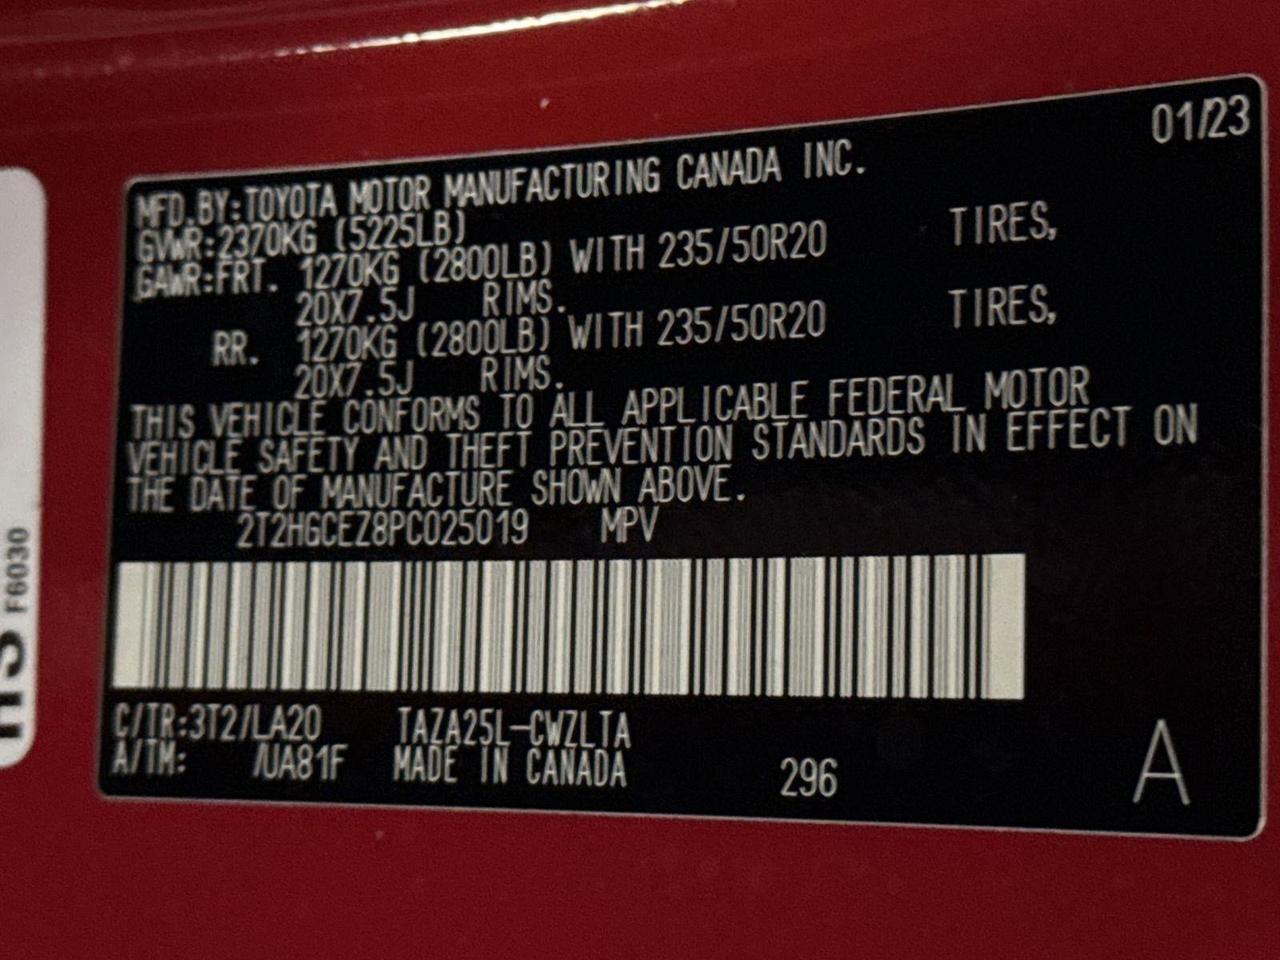 01/23
MFD.BY:TOYOTA MOTOR MANUFACTURING CANADA INC.
GVWR:2370KG (5225LB)
GAWR:FRT. 1270KG (2800LB) WITH 235/50R20 TIRES,
20X7.5J RIMS.
RR. 1270KG (2800LB) WITH 235/50R20 TIRES,
20X7.5J RIMS.
THIS VEHICLE CONFORMS TO ALL APPLICABLE FEDERAL MOTOR
VEHICLE SAFETY AND THEFT PREVENTION STANDARDS IN EFFECT ON
THE DATE OF MANUFACTURE SHOWN ABOVE.
2T2HGCEZ8PC025019 MPV
C/TR:3T2/LA20 TAZA25L-CWZLTA
A/TM: /UA81F MADE IN CANADA 296 A
F6030